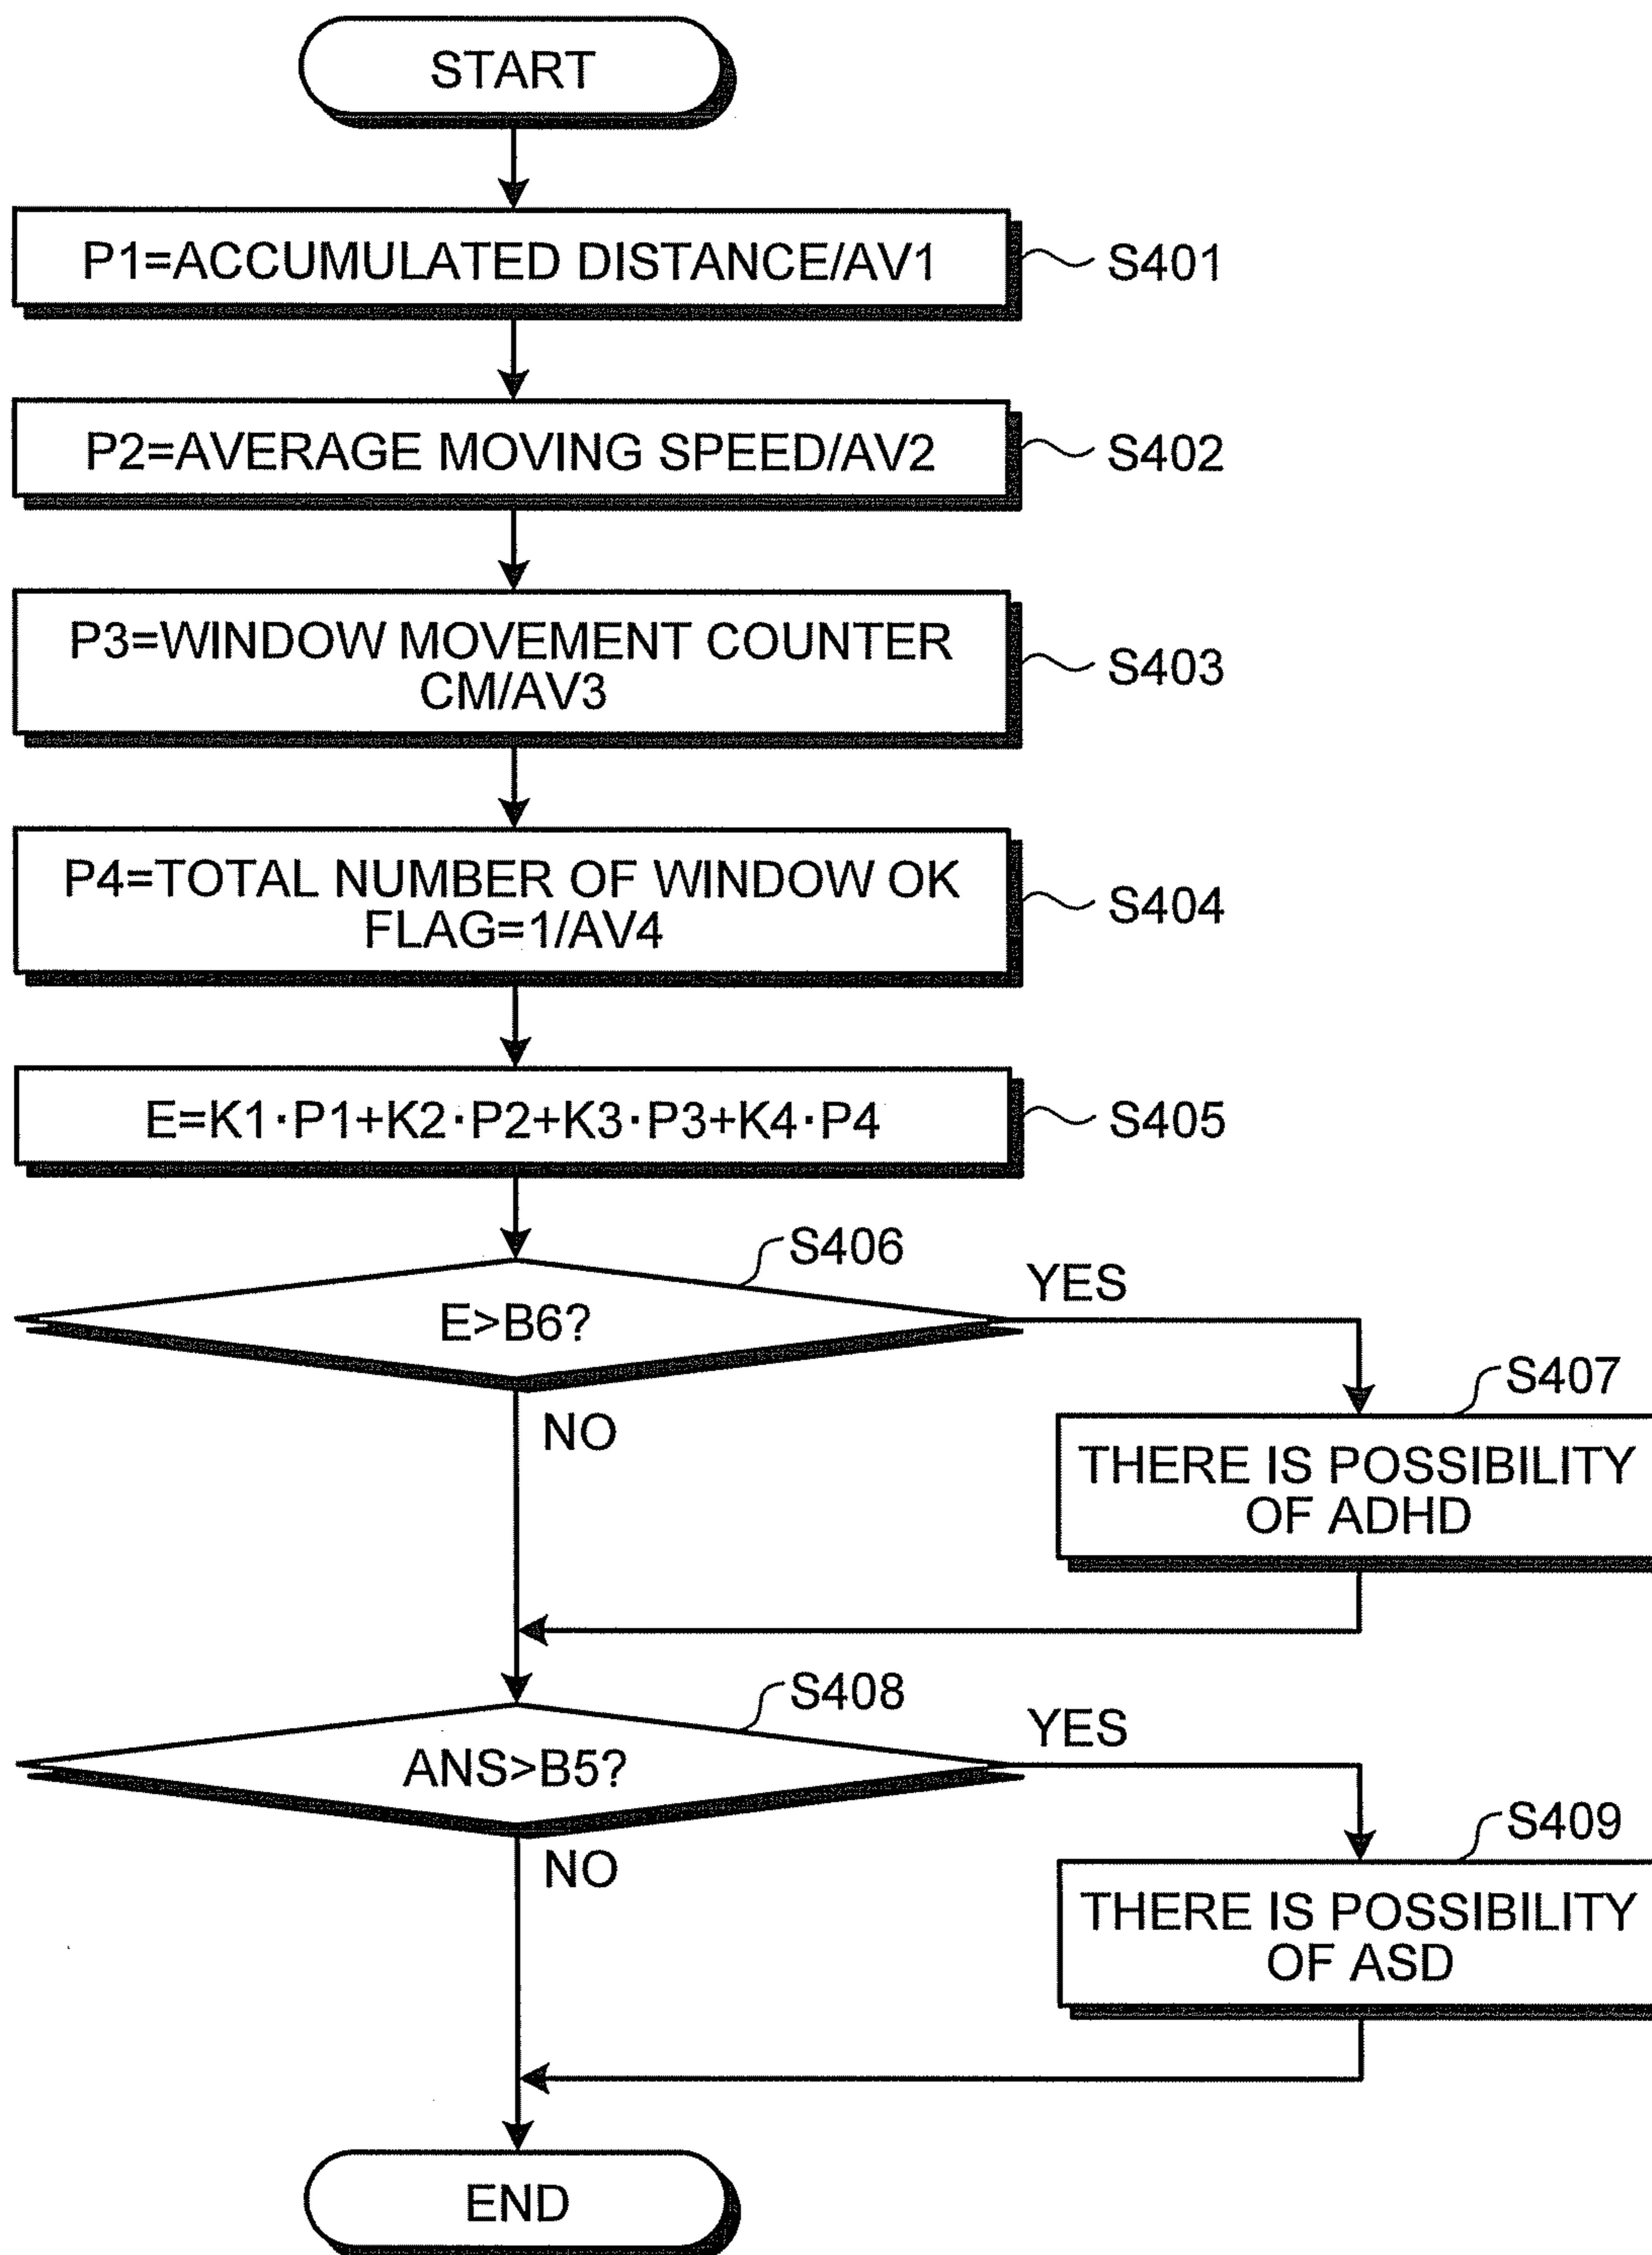 START
P1=ACCUMULATED DISTANCE/AV1
S401
P2=AVERAGE MOVING SPEED/AV2
S402
P3=WINDOW MOVEMENT COUNTER
CM/AV3
S403
P4=TOTAL NUMBER OF WINDOW OK
FLAG=1/AV4
S404
E=K1·P1+K2·P2+K3·P3+K4·P4
S405
S406
E>B6?
YES
NO
S407
THERE IS POSSIBILITY
OF ADHD
S408
ANS>B5?
YES
NO
S409
THERE IS POSSIBILITY
OF ASD
END